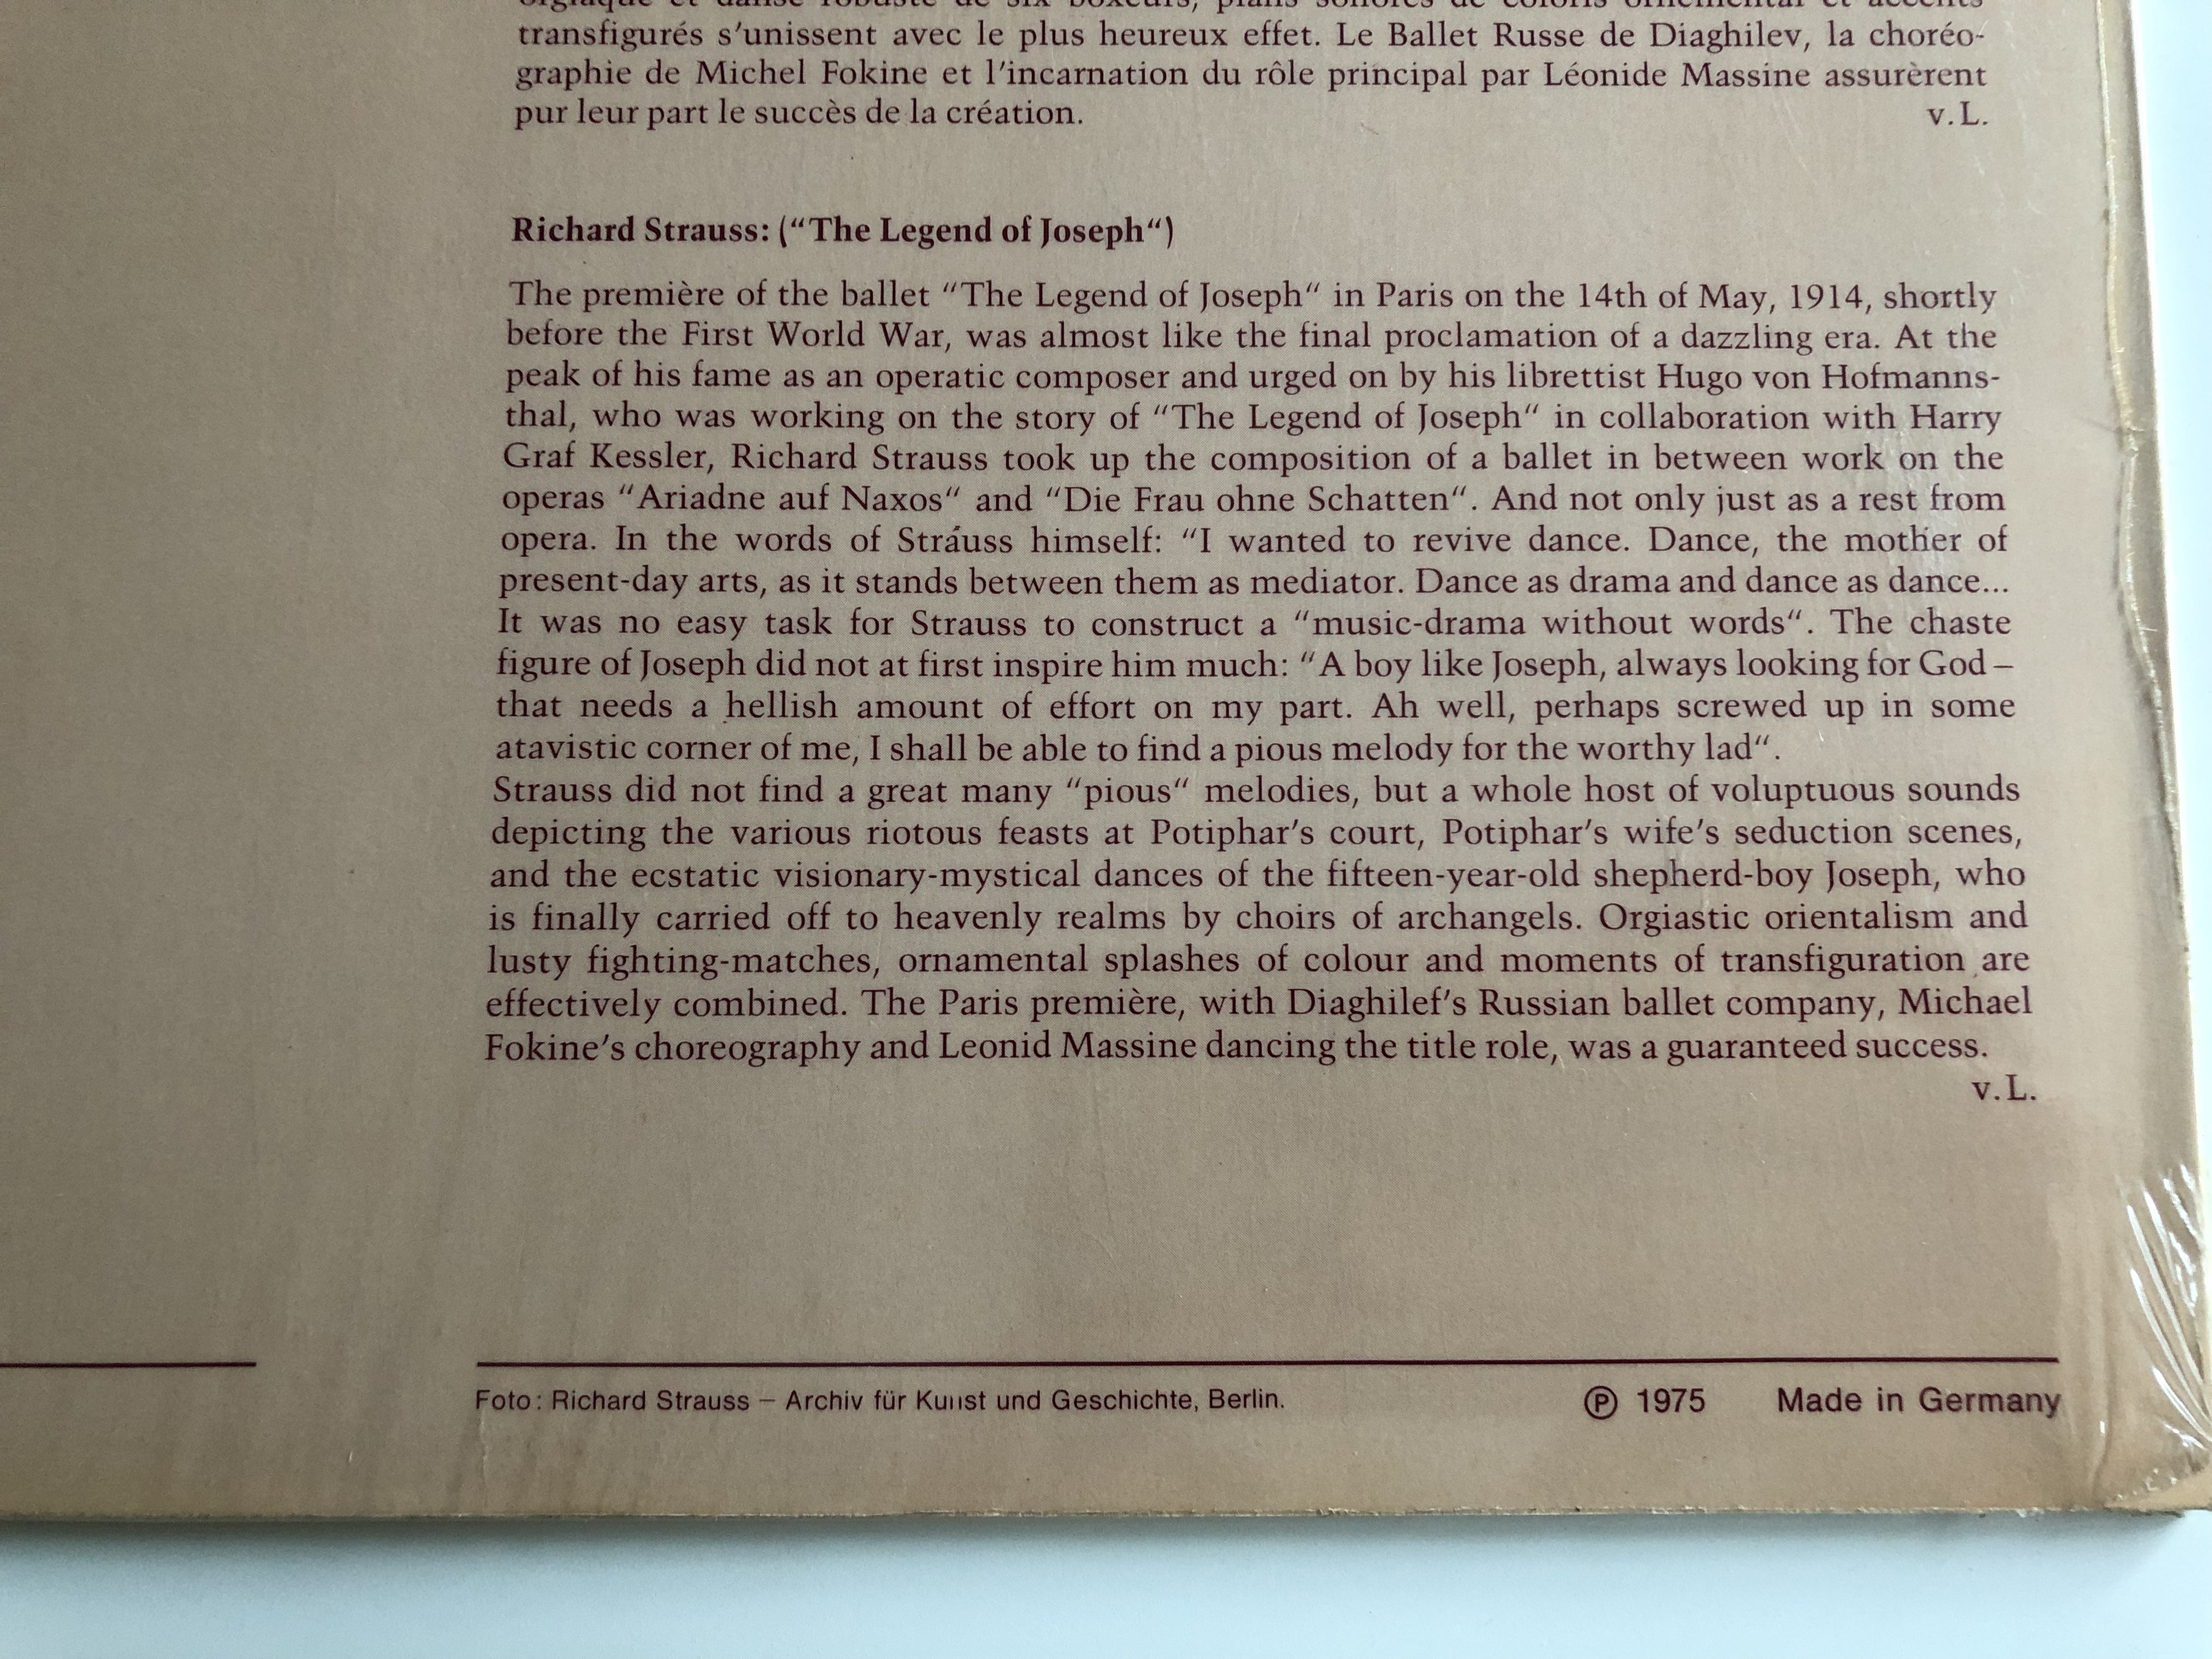 orgiaque et danse robuste de six boxeurs, plans sonores de coloris ornemental et accents
transfigurés s'unissent avec le plus heureux effet. Le Ballet Russe de Diaghilev, la choréo-
graphie de Michel Fokine et l'incarnation du rôle principal par Léonide Massine assurèrent
pur leur part le succès de la création. v. L.
Richard Strauss: (“The Legend of Joseph“)
The première of the ballet “The Legend of Joseph“ in Paris on the 14th of May, 1914, shortly
before the First World War, was almost like the final proclamation of a dazzling era. At the
peak of his fame as an operatic composer and urged on by his librettist Hugo von Hofmanns-
thal, who was working on the story of “The Legend of Joseph“ in collaboration with Harry
Graf Kessler, Richard Strauss took up the composition of a ballet in between work on the
operas “Ariadne auf Naxos“ and “Die Frau ohne Schatten“. And not only just as a rest from
opera. In the words of Strauss himself: “I wanted to revive dance. Dance, the mother of
present-day arts, as it stands between them as mediator. Dance as drama and dance as dance...
It was no easy task for Strauss to construct a “music-drama without words“. The chaste
figure of Joseph did not at first inspire him much: “A boy like Joseph, always looking for God –
that needs a hellish amount of effort on my part. Ah well, perhaps screwed up in some
atavistic corner of me, I shall be able to find a pious melody for the worthy lad“.
Strauss did not find a great many “pious“ melodies, but a whole host of voluptuous sounds
depicting the various riotous feasts at Potiphar's court, Potiphar's wife's seduction scenes,
and the ecstatic visionary-mystical dances of the fifteen-year-old shepherd-boy Joseph, who
is finally carried off to heavenly realms by choirs of archangels. Orgiastic orientalism and
lusty fighting-matches, ornamental splashes of colour and moments of transfiguration are
effectively combined. The Paris première, with Diaghilef's Russian ballet company, Michael
Fokine's choreography and Leonid Massine dancing the title role, was a guaranteed success.
v. L.
Foto: Richard Strauss – Archiv für Kunst und Geschichte, Berlin. ℗ 1975 Made in Germany